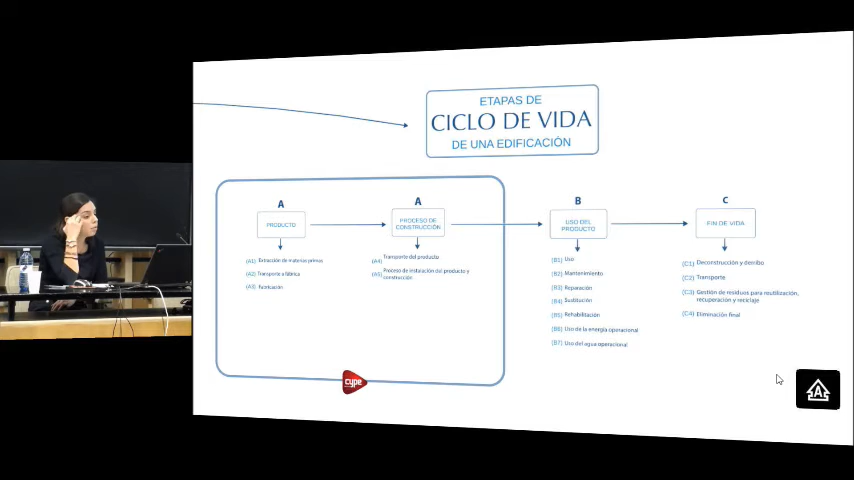 ETAPAS DE
CICLO DE VIDA
DE UNA EDIFICACIÓN
A
PRODUCTO
(A1) Extracción de materias primas
(A2) Transporte a fábrica
(A3) Fabricación
A
PROCESO DE
CONSTRUCCIÓN
(A4) Transporte del producto
(A5) Proceso de instalación del producto y
construcción
B
USO DEL
PRODUCTO
(B1) Uso
(B2) Mantenimiento
(B3) Reparación
(B4) Sustitución
(B5) Rehabilitación
(B6) Uso de la energía operacional
(B7) Uso del agua operacional
C
FIN DE VIDA
(C1) Deconstrucción y derribo
(C2) Transporte
(C3) Gestión de residuos para reutilización,
recuperación y reciclaje
(C4) Eliminación final
cype
A